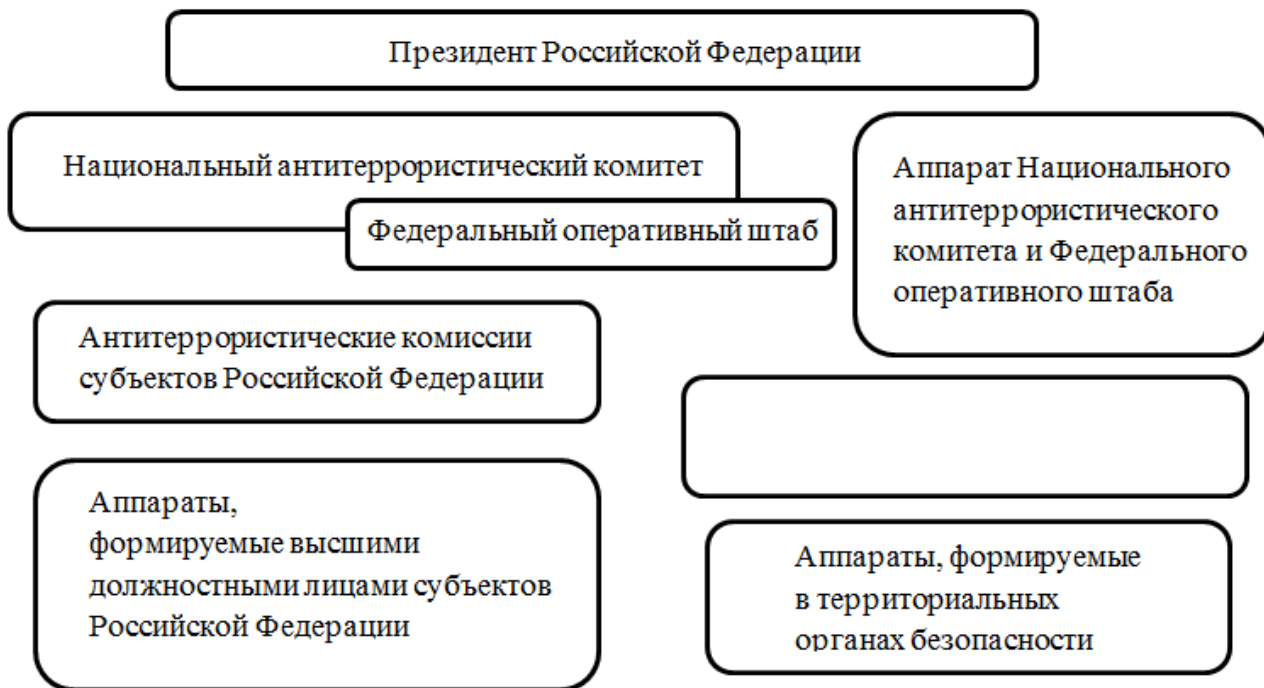 Президент Российской Федерации
Национальный антитеррористический комитет
Федеральный оперативный штаб
Аппарат Национального
антитеррористического
комитета и Федерального
оперативного штаба
Антитеррористические комиссии
субъектов Российской Федерации
Аппараты,
формируемые высшими
должностными лицами субъектов
Российской Федерации
Аппараты, формируемые
в территориальных
органах безопасности